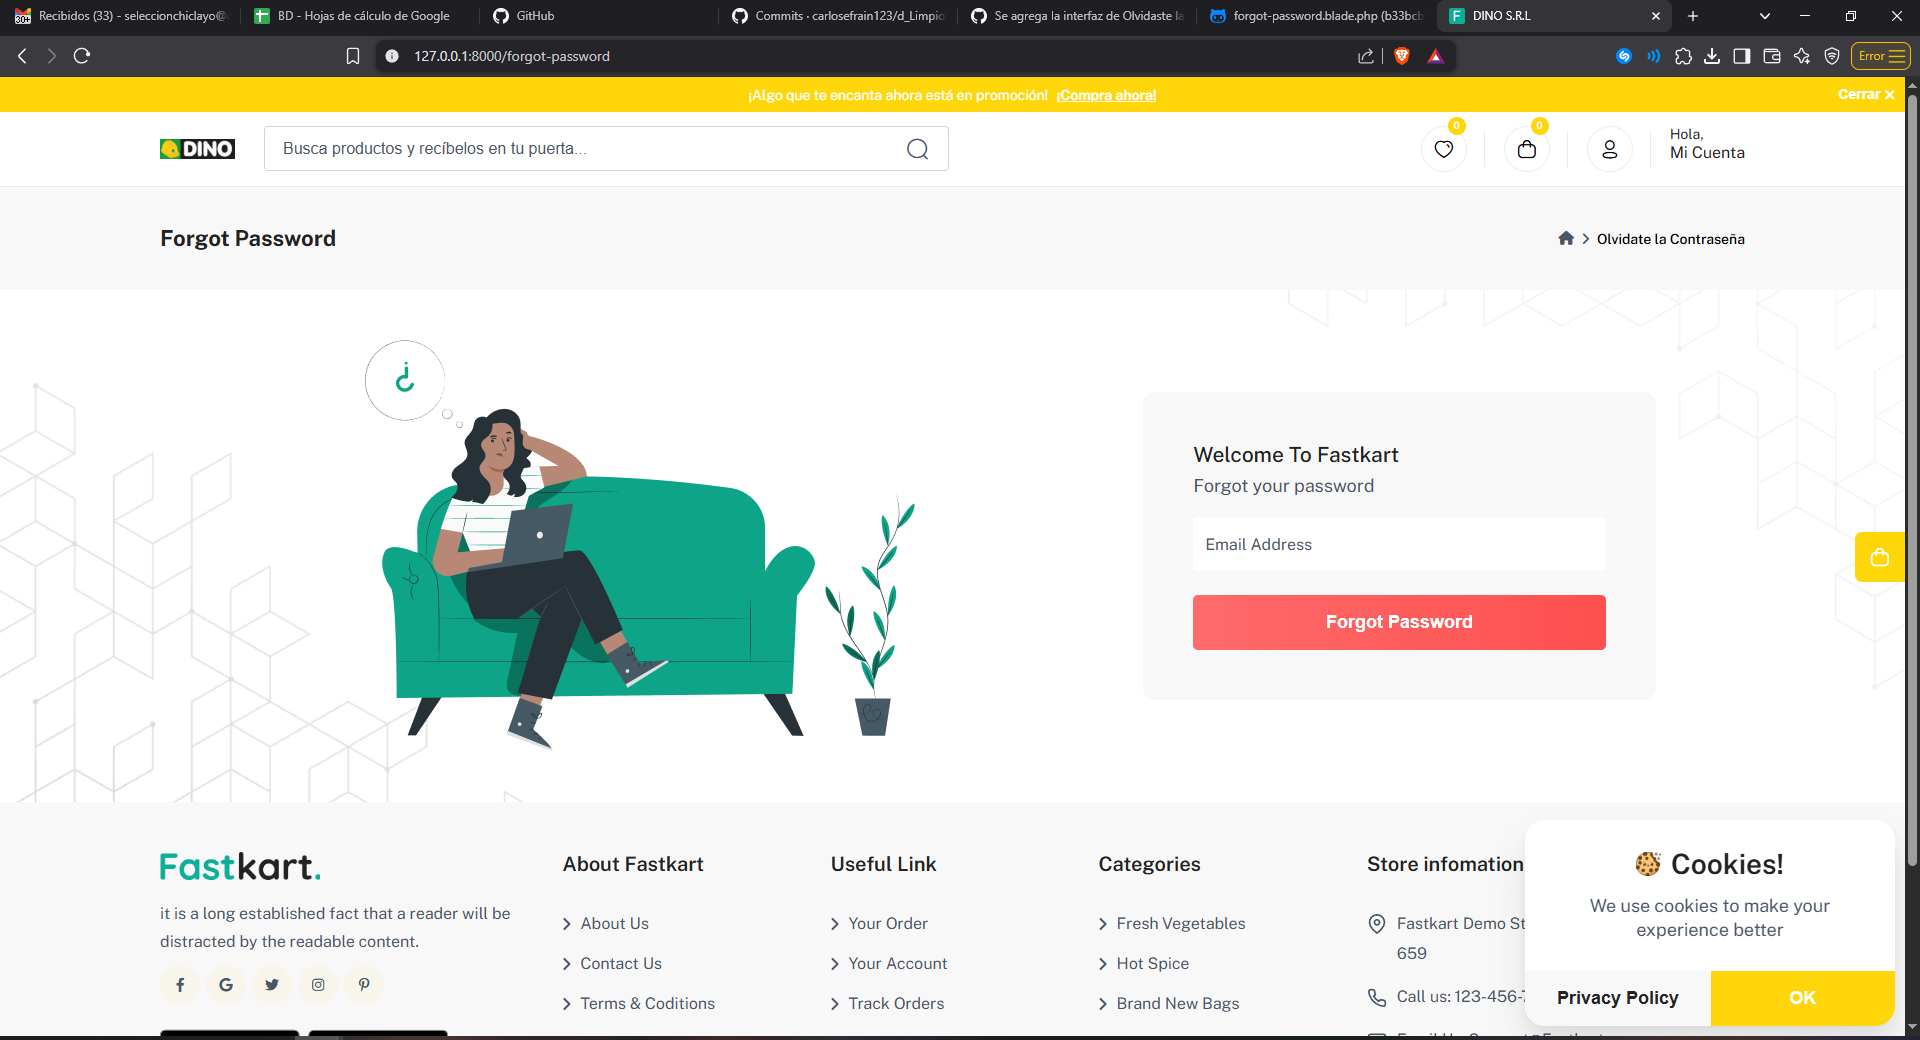 Recibidos (33) - seleccionchiclayo@
BD - Hojas de cálculo de Google
GitHub
Commits · carlosefrain123/d_Limpio
Se agrega la interfaz de Olvidaste la
forgot-password.blade.php (b33bcb
DINO S.R.L
127.0.0.1:8000/forgot-password
Error
¡Algo que te encanta ahora está en promoción! ¡Compra ahora!
Cerrar
DINO
Busca productos y recíbelos en tu puerta...
0
0
Hola,
Mi Cuenta
Forgot Password
Olvidate la Contraseña
¿
Welcome To Fastkart
Forgot your password
Email Address
Forgot Password
Fastkart.
it is a long established fact that a reader will be
distracted by the readable content.
About Fastkart
About Us
Contact Us
Terms & Coditions
Useful Link
Your Order
Your Account
Track Orders
Categories
Fresh Vegetables
Hot Spice
Brand New Bags
Store infomation
Fastkart Demo St
659
Call us: 123-456-7
Cookies!
We use cookies to make your
experience better
Privacy Policy
OK